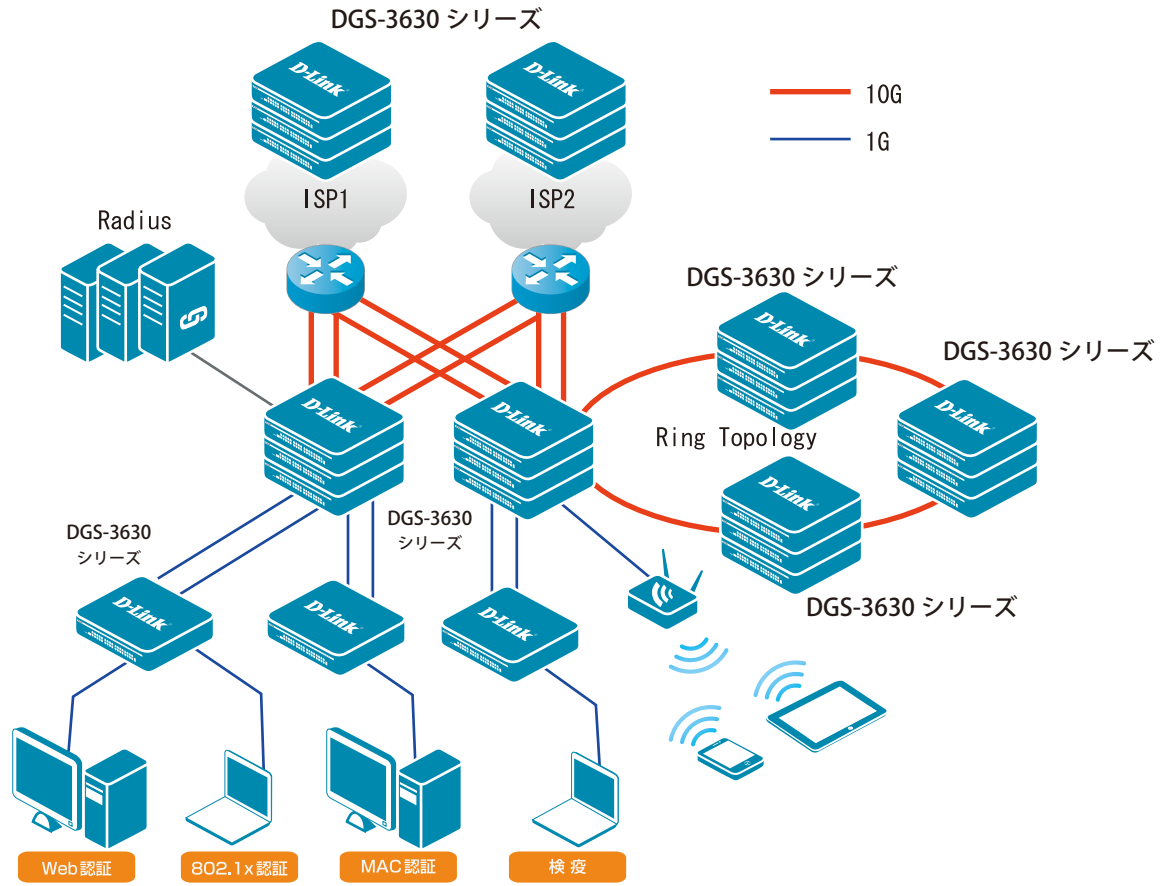 DGS-3630 シリーズ
D-Link
D-Link
10G
1G
ISP1
ISP2
Radius
DGS-3630 シリーズ
D-Link
DGS-3630 シリーズ
D-Link
D-Link
D-Link
Ring Topology
D-Link
DGS-3630 シリーズ
DGS-3630
シリーズ
DGS-3630
シリーズ
D-Link
D-Link
D-Link
Web認証
802.1x認証
MAC認証
検疫